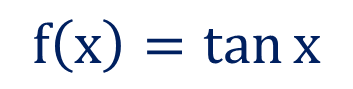 f(x) = tan x